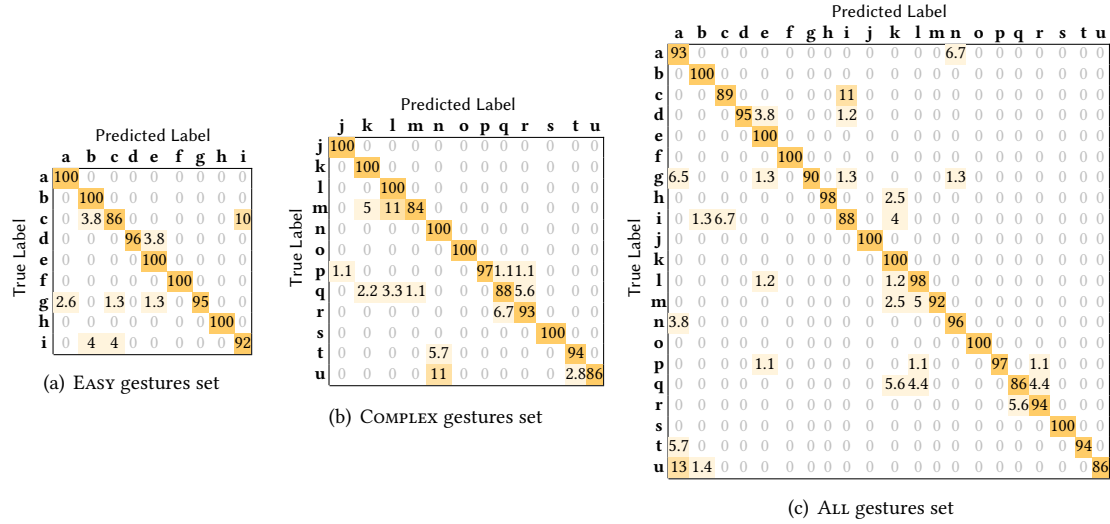 Predicted Label
a b c d e f g h i
True Label
a 100 0 0 0 0 0 0 0 0
b 0 100 0 0 0 0 0 0 0
c 0 3.8 86 0 0 0 0 0 10
d 0 0 0 96 3.8 0 0 0 0
e 0 0 0 0 100 0 0 0 0
f 0 0 0 0 0 100 0 0 0
g 2.6 0 1.3 0 1.3 0 95 0 0
h 0 0 0 0 0 0 0 100 0
i 0 4 4 0 0 0 0 0 92
(a) EASY gestures set
Predicted Label
j k l m n o p q r s t u
True Label
j 100 0 0 0 0 0 0 0 0 0 0 0
k 0 100 0 0 0 0 0 0 0 0 0 0
l 0 0 100 0 0 0 0 0 0 0 0 0
m 0 5 11 84 0 0 0 0 0 0 0 0
n 0 0 0 0 100 0 0 0 0 0 0 0
o 0 0 0 0 0 100 0 0 0 0 0 0
p 1.1 0 0 0 0 0 97 1.1 1.1 0 0 0
q 0 2.2 3.3 1.1 0 0 0 88 5.6 0 0 0
r 0 0 0 0 0 0 0 6.7 93 0 0 0
s 0 0 0 0 0 0 0 0 0 100 0 0
t 0 0 0 0 5.7 0 0 0 0 0 94 0
u 0 0 0 0 11 0 0 0 0 0 2.8 86
(b) COMPLEX gestures set
Predicted Label
a b c d e f g h i j k l m n o p q r s t u
True Label
a 93 0 0 0 0 0 0 0 0 0 0 0 0 6.7 0 0 0 0 0 0 0
b 0 100 0 0 0 0 0 0 0 0 0 0 0 0 0 0 0 0 0 0 0
c 0 0 89 0 0 0 0 0 11 0 0 0 0 0 0 0 0 0 0 0 0
d 0 0 0 95 3.8 0 0 0 1.2 0 0 0 0 0 0 0 0 0 0 0 0
e 0 0 0 0 100 0 0 0 0 0 0 0 0 0 0 0 0 0 0 0 0
f 0 0 0 0 0 100 0 0 0 0 0 0 0 0 0 0 0 0 0 0 0
g 6.5 0 0 0 1.3 0 90 0 1.3 0 0 0 0 1.3 0 0 0 0 0 0 0
h 0 0 0 0 0 0 0 98 0 0 2.5 0 0 0 0 0 0 0 0 0 0
i 0 1.3 6.7 0 0 0 0 0 88 0 4 0 0 0 0 0 0 0 0 0 0
j 0 0 0 0 0 0 0 0 0 100 0 0 0 0 0 0 0 0 0 0 0
k 0 0 0 0 0 0 0 0 0 0 100 0 0 0 0 0 0 0 0 0 0
l 0 0 0 0 1.2 0 0 0 0 0 1.2 98 0 0 0 0 0 0 0 0 0
m 0 0 0 0 0 0 0 0 0 0 2.5 5 92 0 0 0 0 0 0 0 0
n 3.8 0 0 0 0 0 0 0 0 0 0 0 0 96 0 0 0 0 0 0 0
o 0 0 0 0 0 0 0 0 0 0 0 0 0 0 100 0 0 0 0 0 0
p 0 0 0 0 1.1 0 0 0 0 0 0 1.1 0 0 0 97 0 1.1 0 0 0
q 0 0 0 0 0 0 0 0 0 0 5.6 4.4 0 0 0 0 86 4.4 0 0 0
r 0 0 0 0 0 0 0 0 0 0 0 0 0 0 0 0 5.6 94 0 0 0
s 0 0 0 0 0 0 0 0 0 0 0 0 0 0 0 0 0 0 100 0 0
t 5.7 0 0 0 0 0 0 0 0 0 0 0 0 0 0 0 0 0 0 94 0
u 13 1.4 0 0 0 0 0 0 0 0 0 0 0 0 0 0 0 0 0 0 86
(c) ALL gestures set